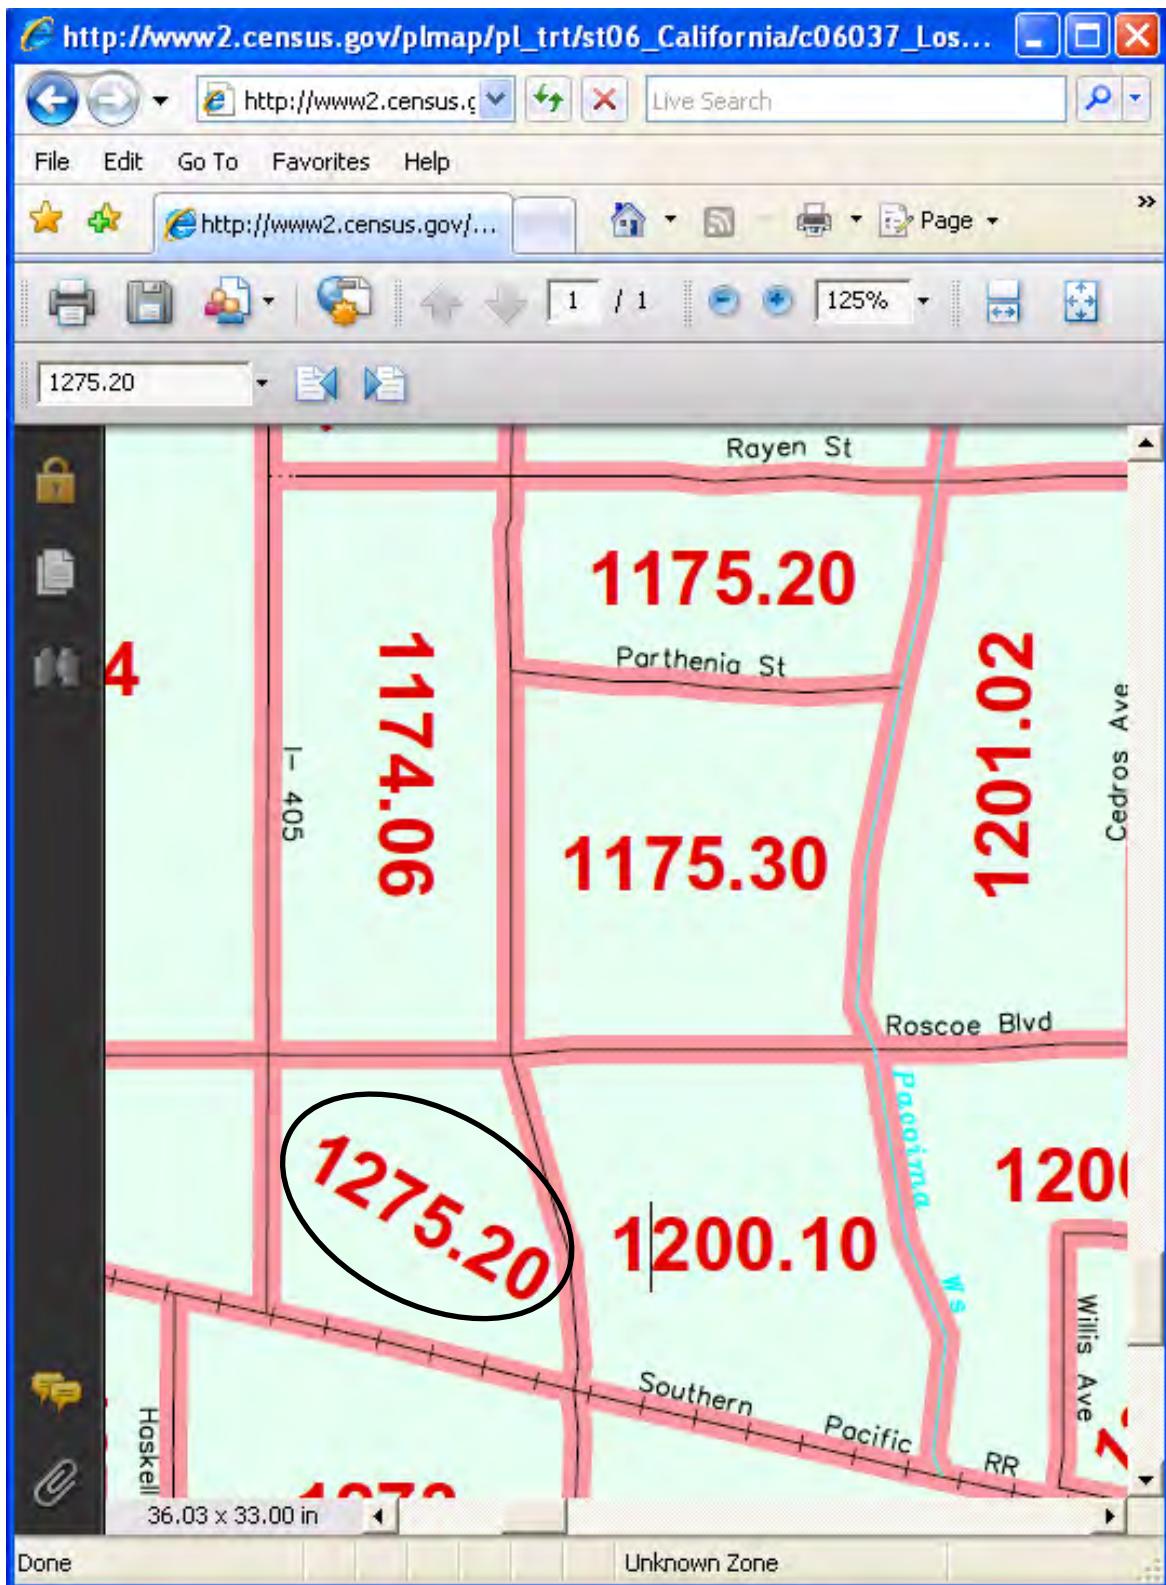 http://www2.census.gov/plmap/pl_trt/st06_California/c06037_Los...
http://www2.census.g
Live Search
File Edit Go To Favorites Help
http://www2.census.gov/...
Page
»
1 / 1
125%
1275.20
Rayen St
1175.20
Parthenia St
4
1174.06
1201.02
Cedros Ave
I- 405
1175.30
Roscoe Blvd
Pacoima Ws
1275.20
1200.10
120
Willis Ave
Southern Pacific RR
Haskell
36.03 x 33.00 in
Done
Unknown Zone